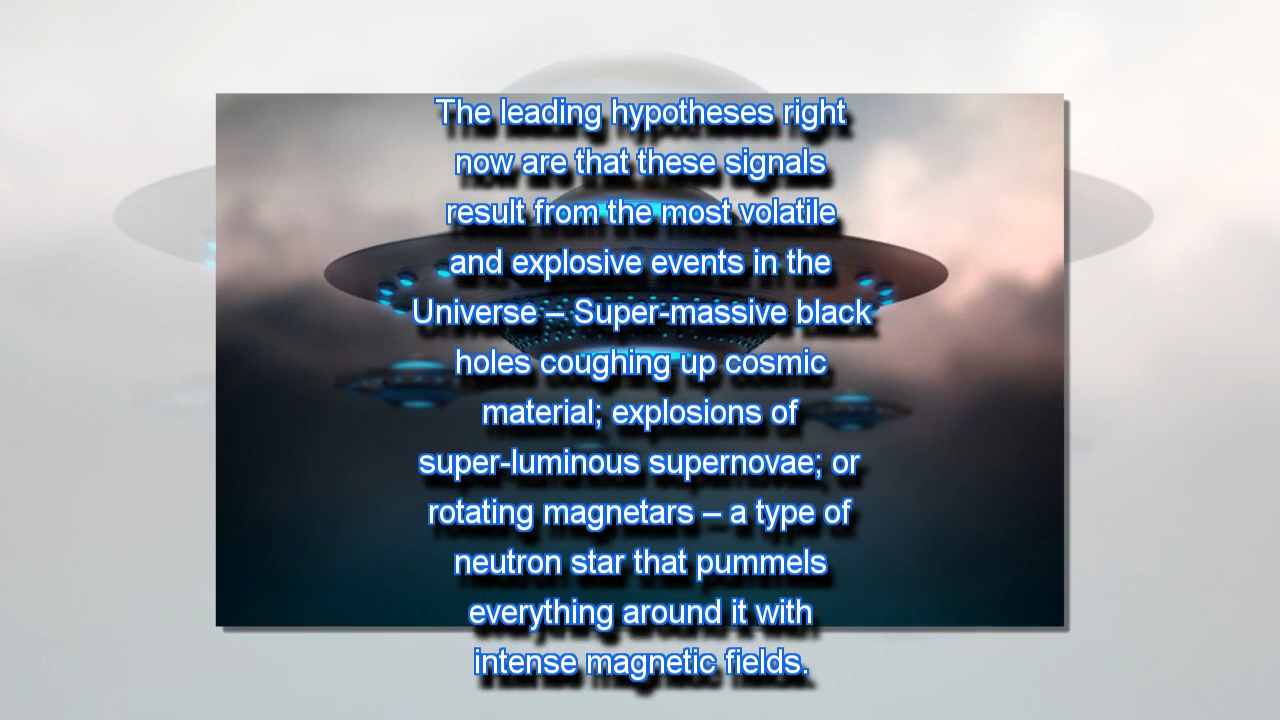 The leading hypotheses right
now are that these signals
result from the most volatile
and explosive events in the
Universe – Super-massive black
holes coughing up cosmic
material; explosions of
super-luminous supernovae; or
rotating magnetars – a type of
neutron star that pummels
everything around it with
intense magnetic fields.